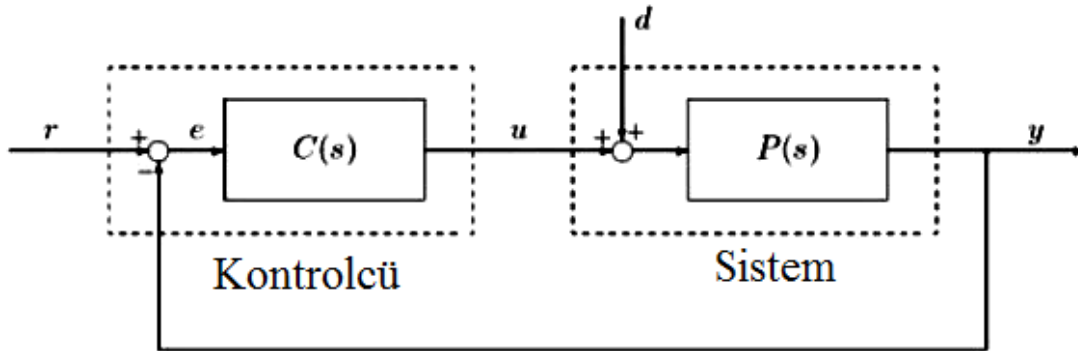 d
r
+
e
C(s)
u
+
+
P(s)
y
−
Kontrolcü
Sistem